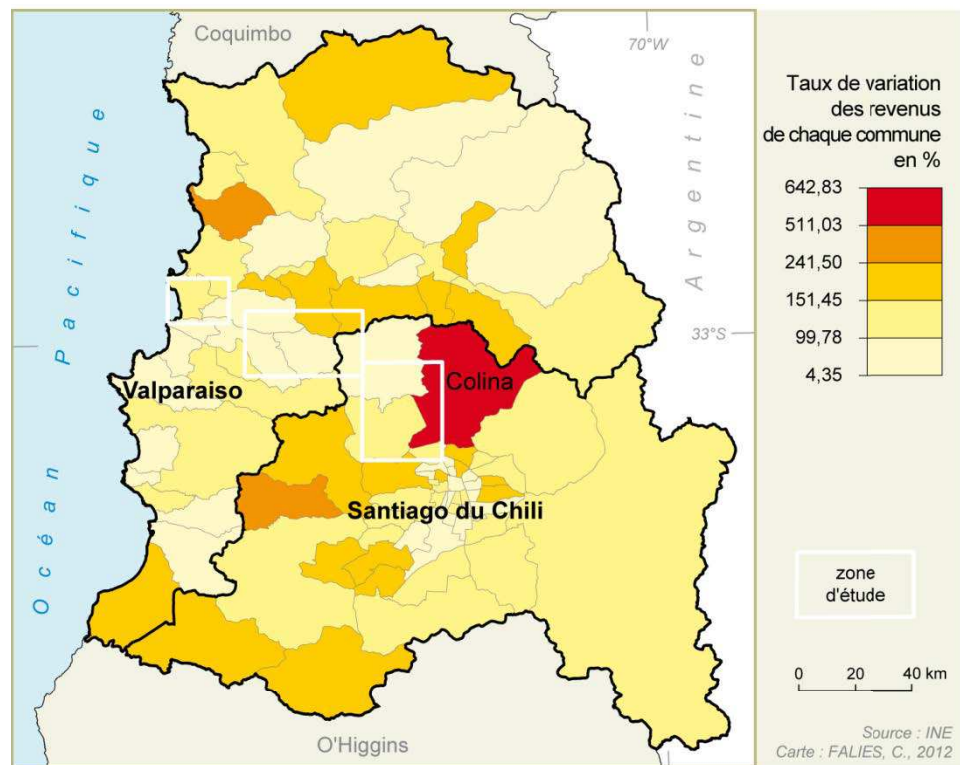 Coquimbo
70°W
Argentine
Océan Pacifique
33°S
Valparaiso
Colina
Santiago du Chili
O'Higgins
Taux de variation
des revenus
de chaque commune
en %
642,83
511,03
241,50
151,45
99,78
4,35
zone
d'étude
0 20 40 km
Source : INE
Carte : FALIES, C., 2012